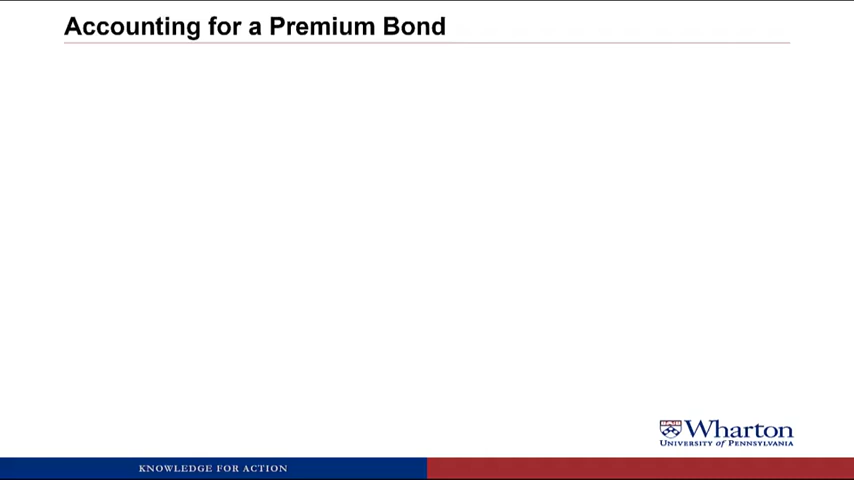 Accounting for a Premium Bond
Wharton
UNIVERSITY of PENNSYLVANIA
KNOWLEDGE FOR ACTION